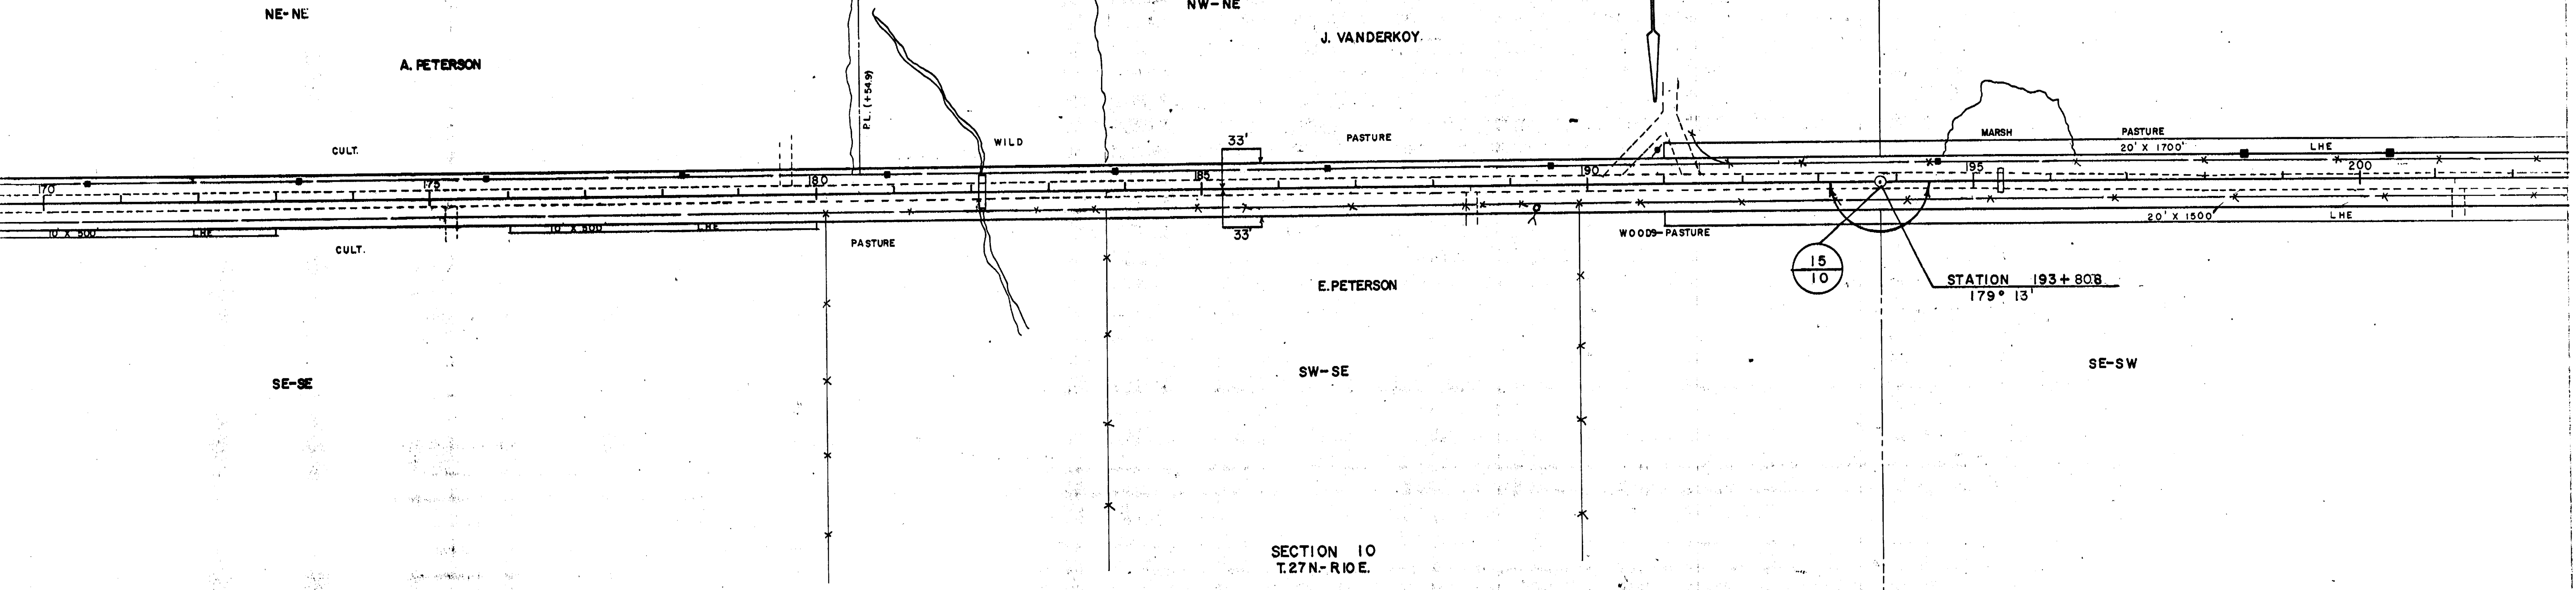 NE-NE
NW-NE
A. PETERSON
J. VANDERKOY
P.L. (+54.9)
CULT.
WILD
33'
PASTURE
MARSH
PASTURE
20' X 1700'
LHE
170
175
180
185
190
195
200
10' X 500'
LHE
10' X 500'
LHE
20' X 1500'
LHE
CULT.
PASTURE
33'
WOODS-PASTURE
15
10
STATION 193+80.8
179° 13'
E. PETERSON
SE-SE
SW-SE
SE-SW
SECTION 10
T.27N.-R10E.